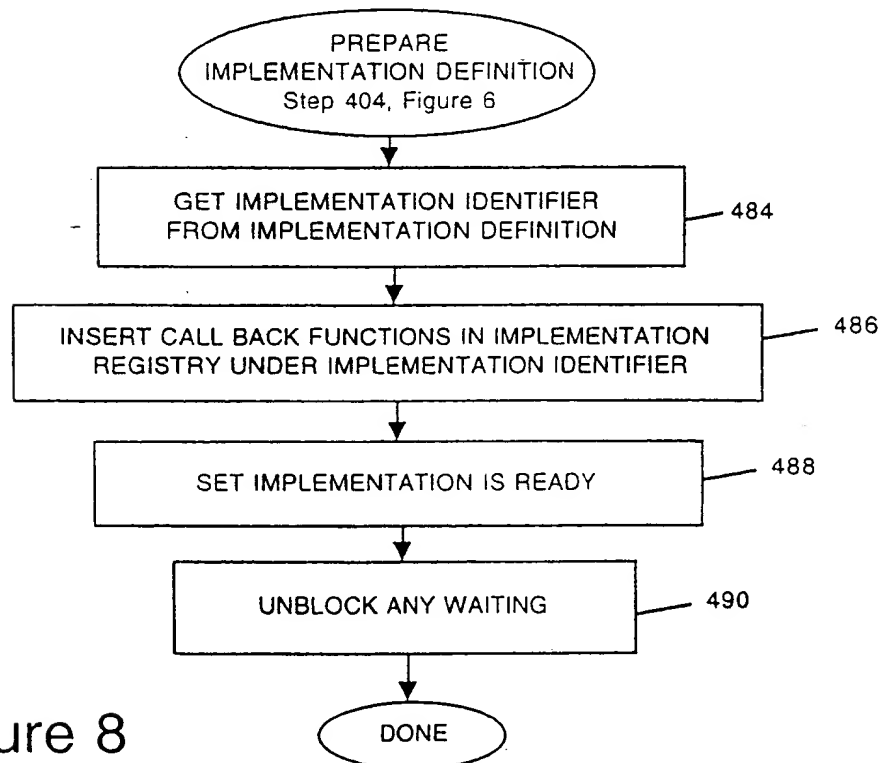 PREPARE
IMPLEMENTATION DEFINITION
Step 404, Figure 6
GET IMPLEMENTATION IDENTIFIER
FROM IMPLEMENTATION DEFINITION
484
INSERT CALL BACK FUNCTIONS IN IMPLEMENTATION
REGISTRY UNDER IMPLEMENTATION IDENTIFIER
486
SET IMPLEMENTATION IS READY
488
UNBLOCK ANY WAITING
490
DONE
ure 8